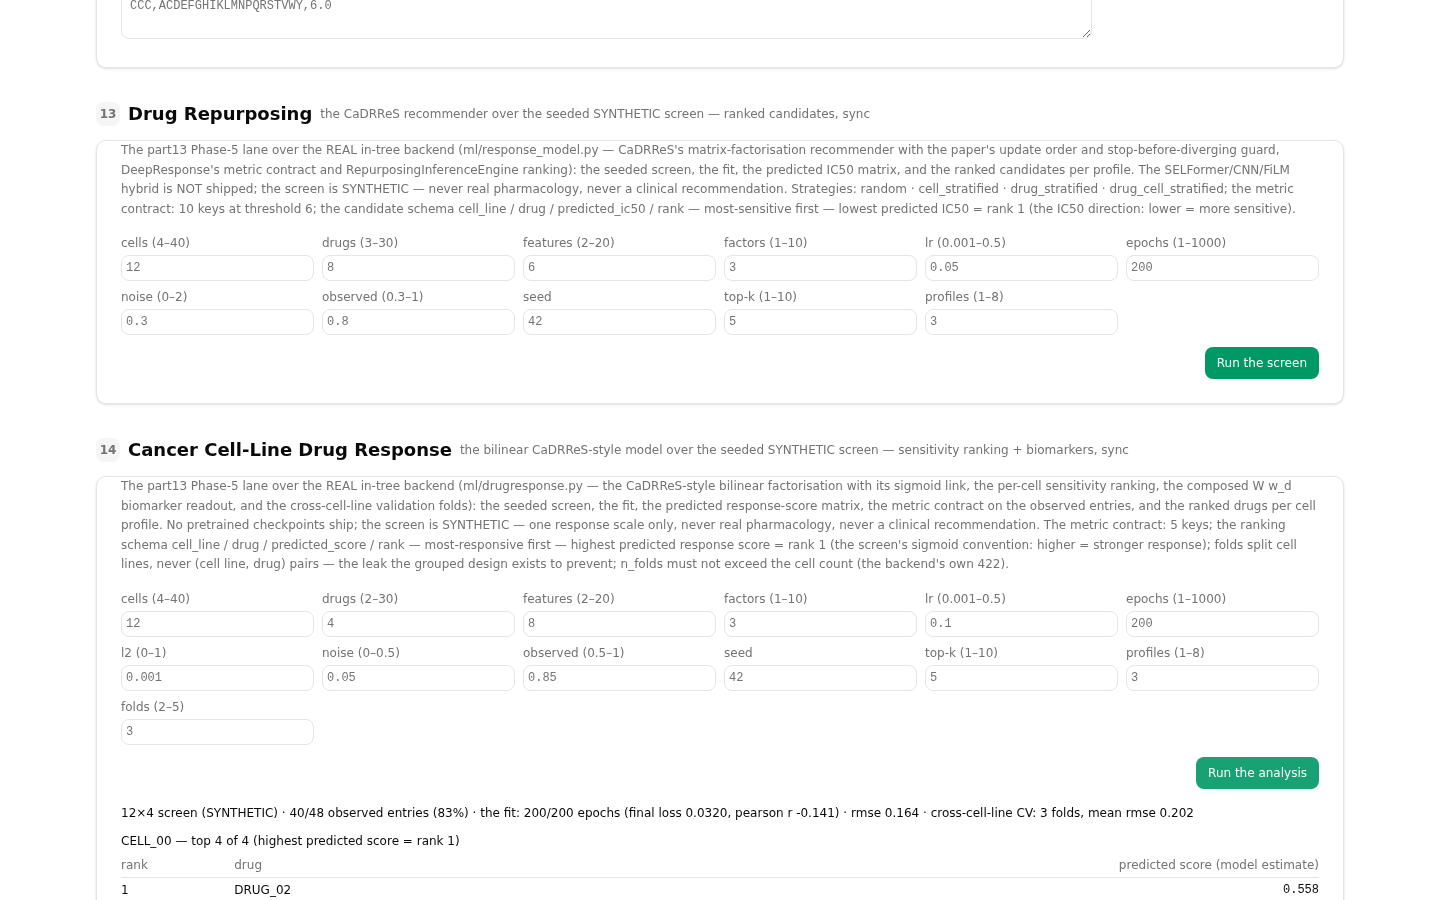 CCC,ACDEFGHIKLMNPQRSTVWY,6.0
13 Drug Repurposing the CaDRReS recommender over the seeded SYNTHETIC screen — ranked candidates, sync
The part13 Phase-5 lane over the REAL in-tree backend (ml/response_model.py — CaDRReS's matrix-factorisation recommender with the paper's update order and stop-before-diverging guard,
DeepResponse's metric contract and RepurposingInferenceEngine ranking): the seeded screen, the fit, the predicted IC50 matrix, and the ranked candidates per profile. The SELFormer/CNN/FiLM
hybrid is NOT shipped; the screen is SYNTHETIC — never real pharmacology, never a clinical recommendation. Strategies: random · cell_stratified · drug_stratified · drug_cell_stratified; the metric
contract: 10 keys at threshold 6; the candidate schema cell_line / drug / predicted_ic50 / rank — most-sensitive first — lowest predicted IC50 = rank 1 (the IC50 direction: lower = more sensitive).
cells (4–40) drugs (3–30) features (2–20) factors (1–10) lr (0.001–0.5) epochs (1–1000)
12 8 6 3 0.05 200
noise (0–2) observed (0.3–1) seed top-k (1–10) profiles (1–8)
0.3 0.8 42 5 3
Run the screen
14 Cancer Cell-Line Drug Response the bilinear CaDRReS-style model over the seeded SYNTHETIC screen — sensitivity ranking + biomarkers, sync
The part13 Phase-5 lane over the REAL in-tree backend (ml/drugresponse.py — the CaDRReS-style bilinear factorisation with its sigmoid link, the per-cell sensitivity ranking, the composed W w_d
biomarker readout, and the cross-cell-line validation folds): the seeded screen, the fit, the predicted response-score matrix, the metric contract on the observed entries, and the ranked drugs per cell
profile. No pretrained checkpoints ship; the screen is SYNTHETIC — one response scale only, never real pharmacology, never a clinical recommendation. The metric contract: 5 keys; the ranking
schema cell_line / drug / predicted_score / rank — most-responsive first — highest predicted response score = rank 1 (the screen's sigmoid convention: higher = stronger response); folds split cell
lines, never (cell line, drug) pairs — the leak the grouped design exists to prevent; n_folds must not exceed the cell count (the backend's own 422).
cells (4–40) drugs (2–30) features (2–20) factors (1–10) lr (0.001–0.5) epochs (1–1000)
12 4 8 3 0.1 200
l2 (0–1) noise (0–0.5) observed (0.5–1) seed top-k (1–10) profiles (1–8)
0.001 0.05 0.85 42 5 3
folds (2–5)
3
Run the analysis
12×4 screen (SYNTHETIC) · 40/48 observed entries (83%) · the fit: 200/200 epochs (final loss 0.0320, pearson r -0.141) · rmse 0.164 · cross-cell-line CV: 3 folds, mean rmse 0.202
CELL_00 — top 4 of 4 (highest predicted score = rank 1)
rank drug predicted score (model estimate)
1 DRUG_02 0.558